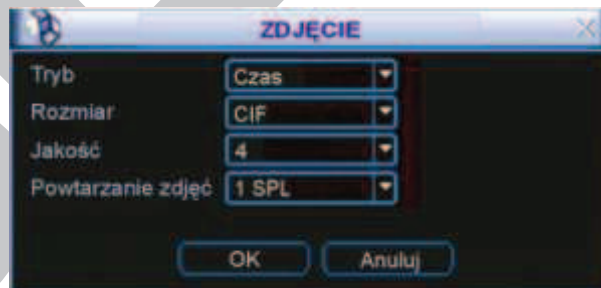 ZDJĘCIE
Tryb Czas
Rozmiar CIF
Jakość 4
Powtarzanie zdjęć 1 SPL
OK Anuluj